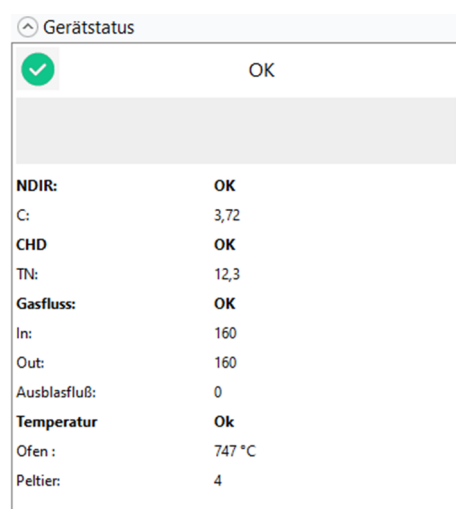 Gerätstatus
OK
NDIR: OK
C: 3,72
CHD OK
TN: 12,3
Gasfluss: OK
In: 160
Out: 160
Ausblasfluß: 0
Temperatur Ok
Ofen : 747 °C
Peltier: 4